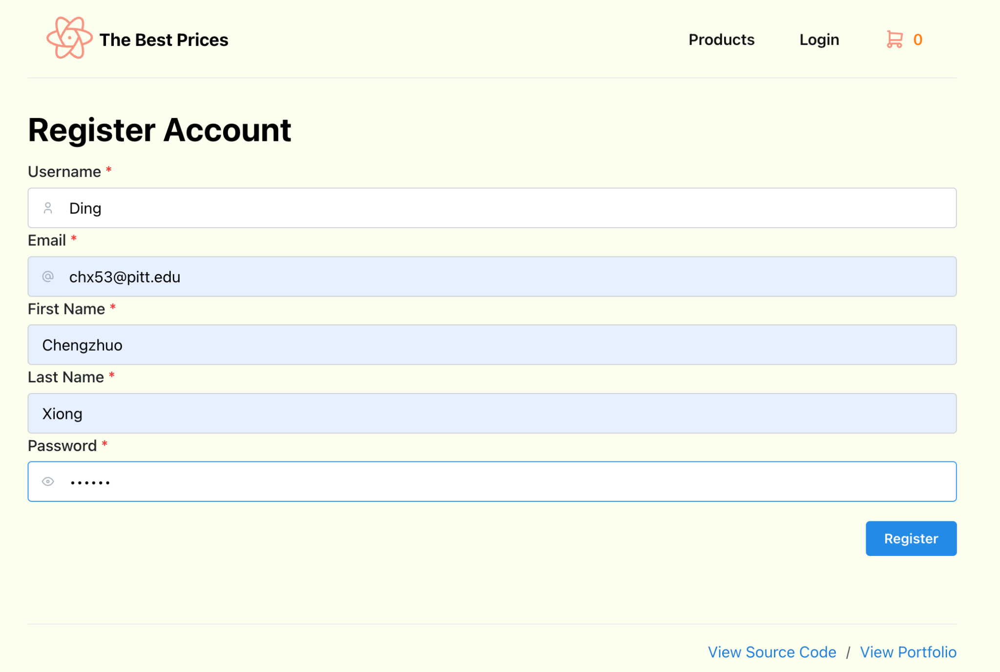 The Best Prices Products Login 0
Register Account
Username *
Ding
Email *
@ chx53@pitt.edu
First Name *
Chengzhuo
Last Name *
Xiong
Password *
••••••
Register
View Source Code / View Portfolio